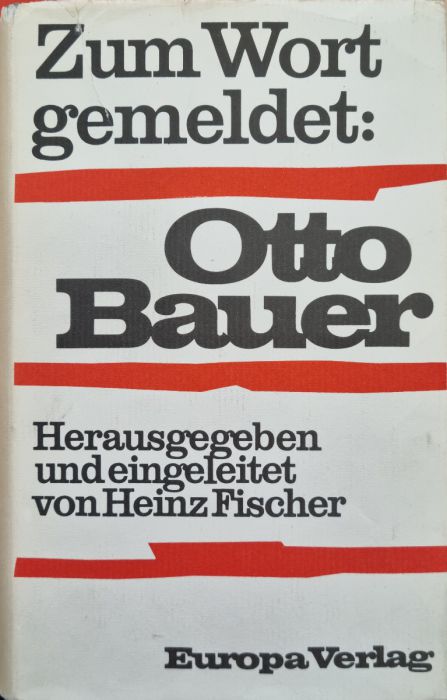 Zum Wort
gemeldet:
Otto
Bauer
Herausgegeben
und eingeleitet
von Heinz Fischer
Europa Verlag